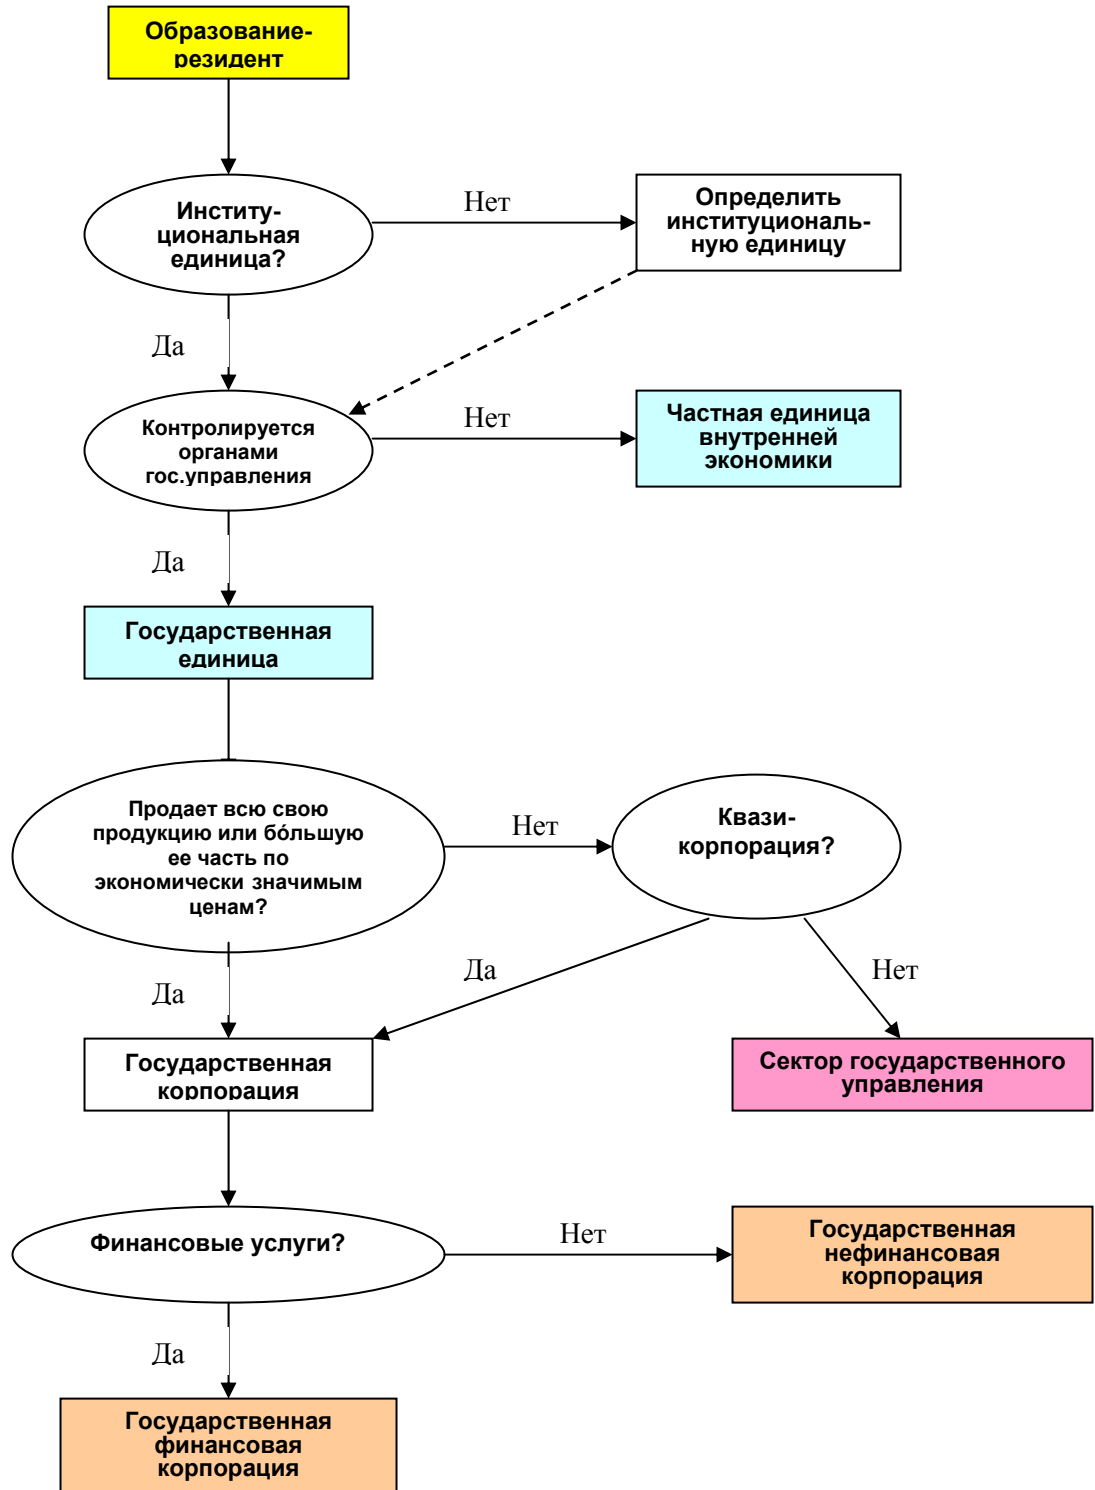 Образование-
резидент
Институ-
циональная
единица?
Нет
Определить
институциональ-
ную единицу
Да
Контролируется
органами
гос.управления
Нет
Частная единица
внутренней
экономики
Да
Государственная
единица
Продает всю свою
продукцию или бóльшую
ее часть по
экономически значимым
ценам?
Нет
Квази-
корпорация?
Да
Да
Нет
Государственная
корпорация
Сектор государственного
управления
Финансовые услуги?
Нет
Государственная
нефинансовая
корпорация
Да
Государственная
финансовая
корпорация